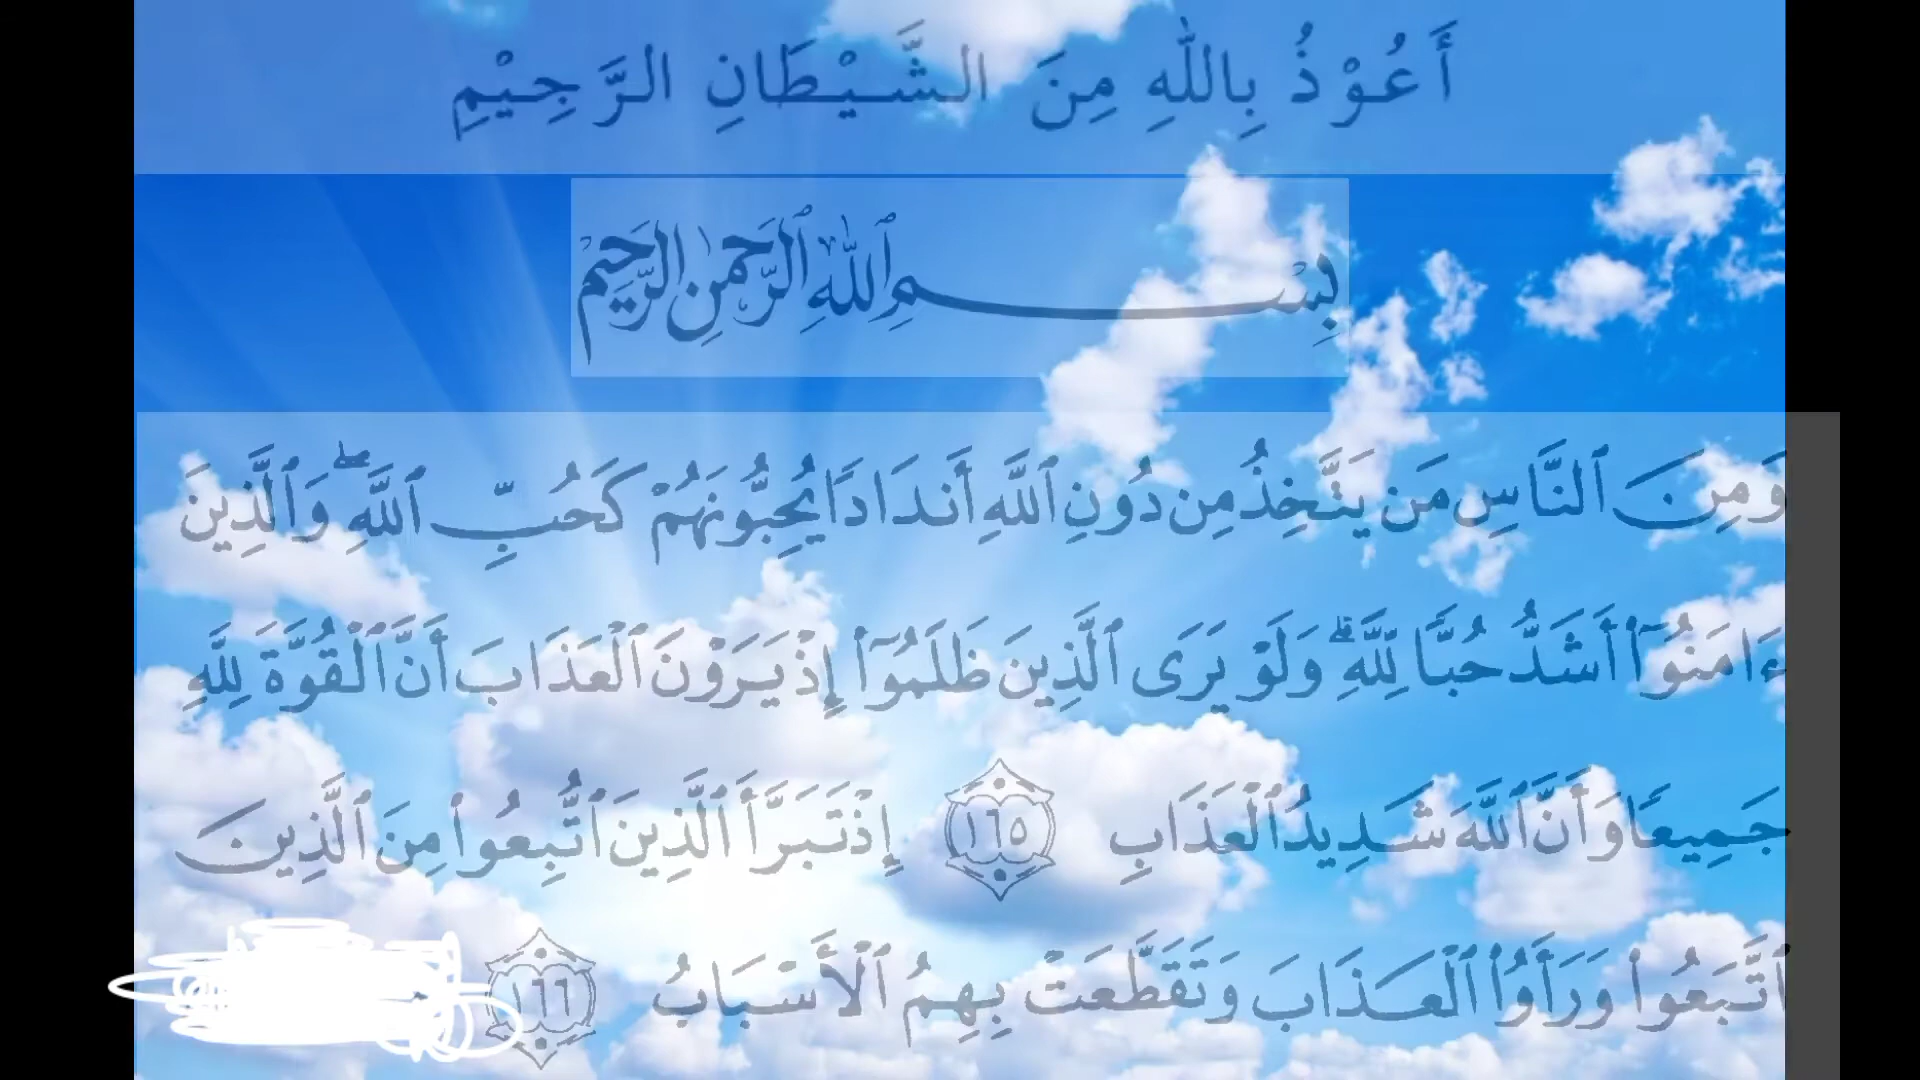 أَعُوْذُ بِاللّٰهِ مِنَ الشَّيْطَانِ الرَّجِيْمِ
بِسْمِ ٱللَّهِ ٱلرَّحْمَٰنِ ٱلرَّحِيمِ
وَمِنَ ٱلنَّاسِ مَن يَتَّخِذُ مِن دُونِ ٱللَّهِ أَندَادًا يُحِبُّونَهُمْ كَحُبِّ ٱللَّهِۖ وَٱلَّذِينَ
ءَامَنُوٓا۟ أَشَدُّ حُبًّا لِّلَّهِۗ وَلَوْ يَرَى ٱلَّذِينَ ظَلَمُوٓا۟ إِذْ يَرَوْنَ ٱلْعَذَابَ أَنَّ ٱلْقُوَّةَ لِلَّهِ
جَمِيعًا وَأَنَّ ٱللَّهَ شَدِيدُ ٱلْعَذَابِ ١٦٥ إِذْ تَبَرَّأَ ٱلَّذِينَ ٱتُّبِعُوا۟ مِنَ ٱلَّذِينَ
ٱتَّبَعُوا۟ وَرَأَوُا۟ ٱلْعَذَابَ وَتَقَطَّعَتْ بِهِمُ ٱلْأَسْبَابُ ١٦٦